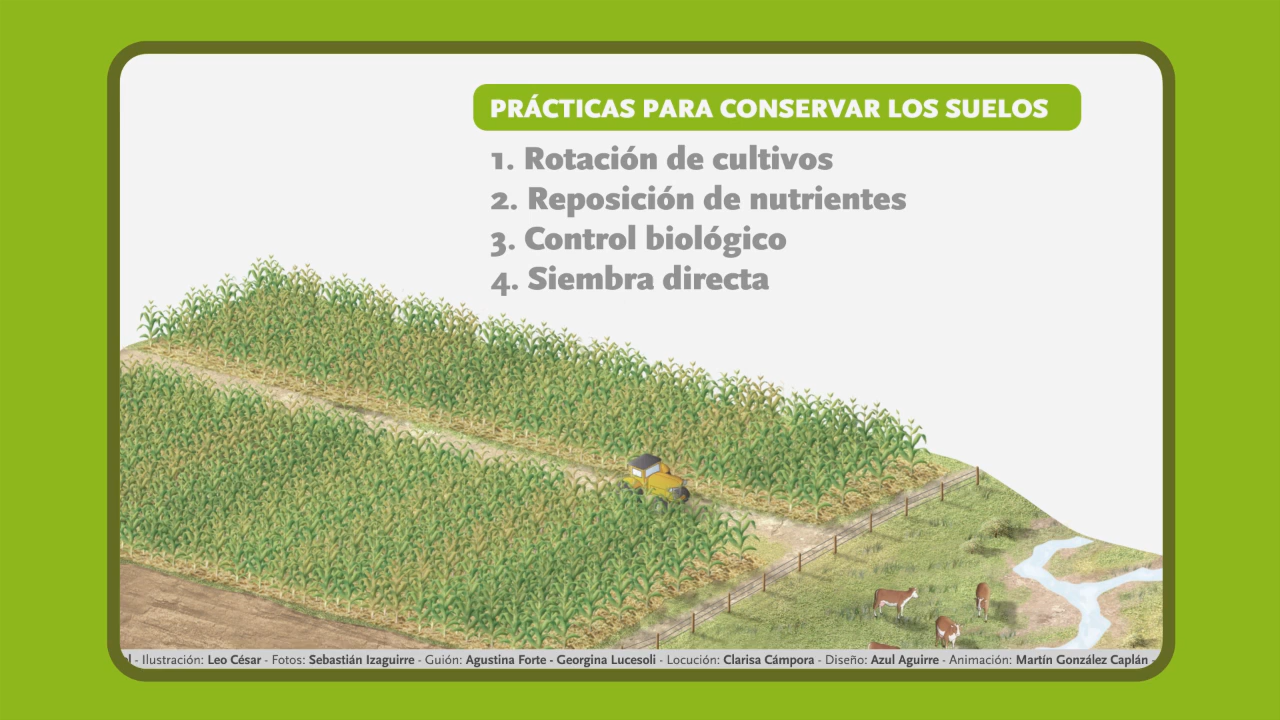 PRÁCTICAS PARA CONSERVAR LOS SUELOS
1. Rotación de cultivos
2. Reposición de nutrientes
3. Control biológico
4. Siembra directa
l - Ilustración: Leo César - Fotos: Sebastián Izaguirre - Guión: Agustina Forte - Georgina Lucesoli - Locución: Clarisa Cámpora - Diseño: Azul Aguirre - Animación: Martín González Caplán -